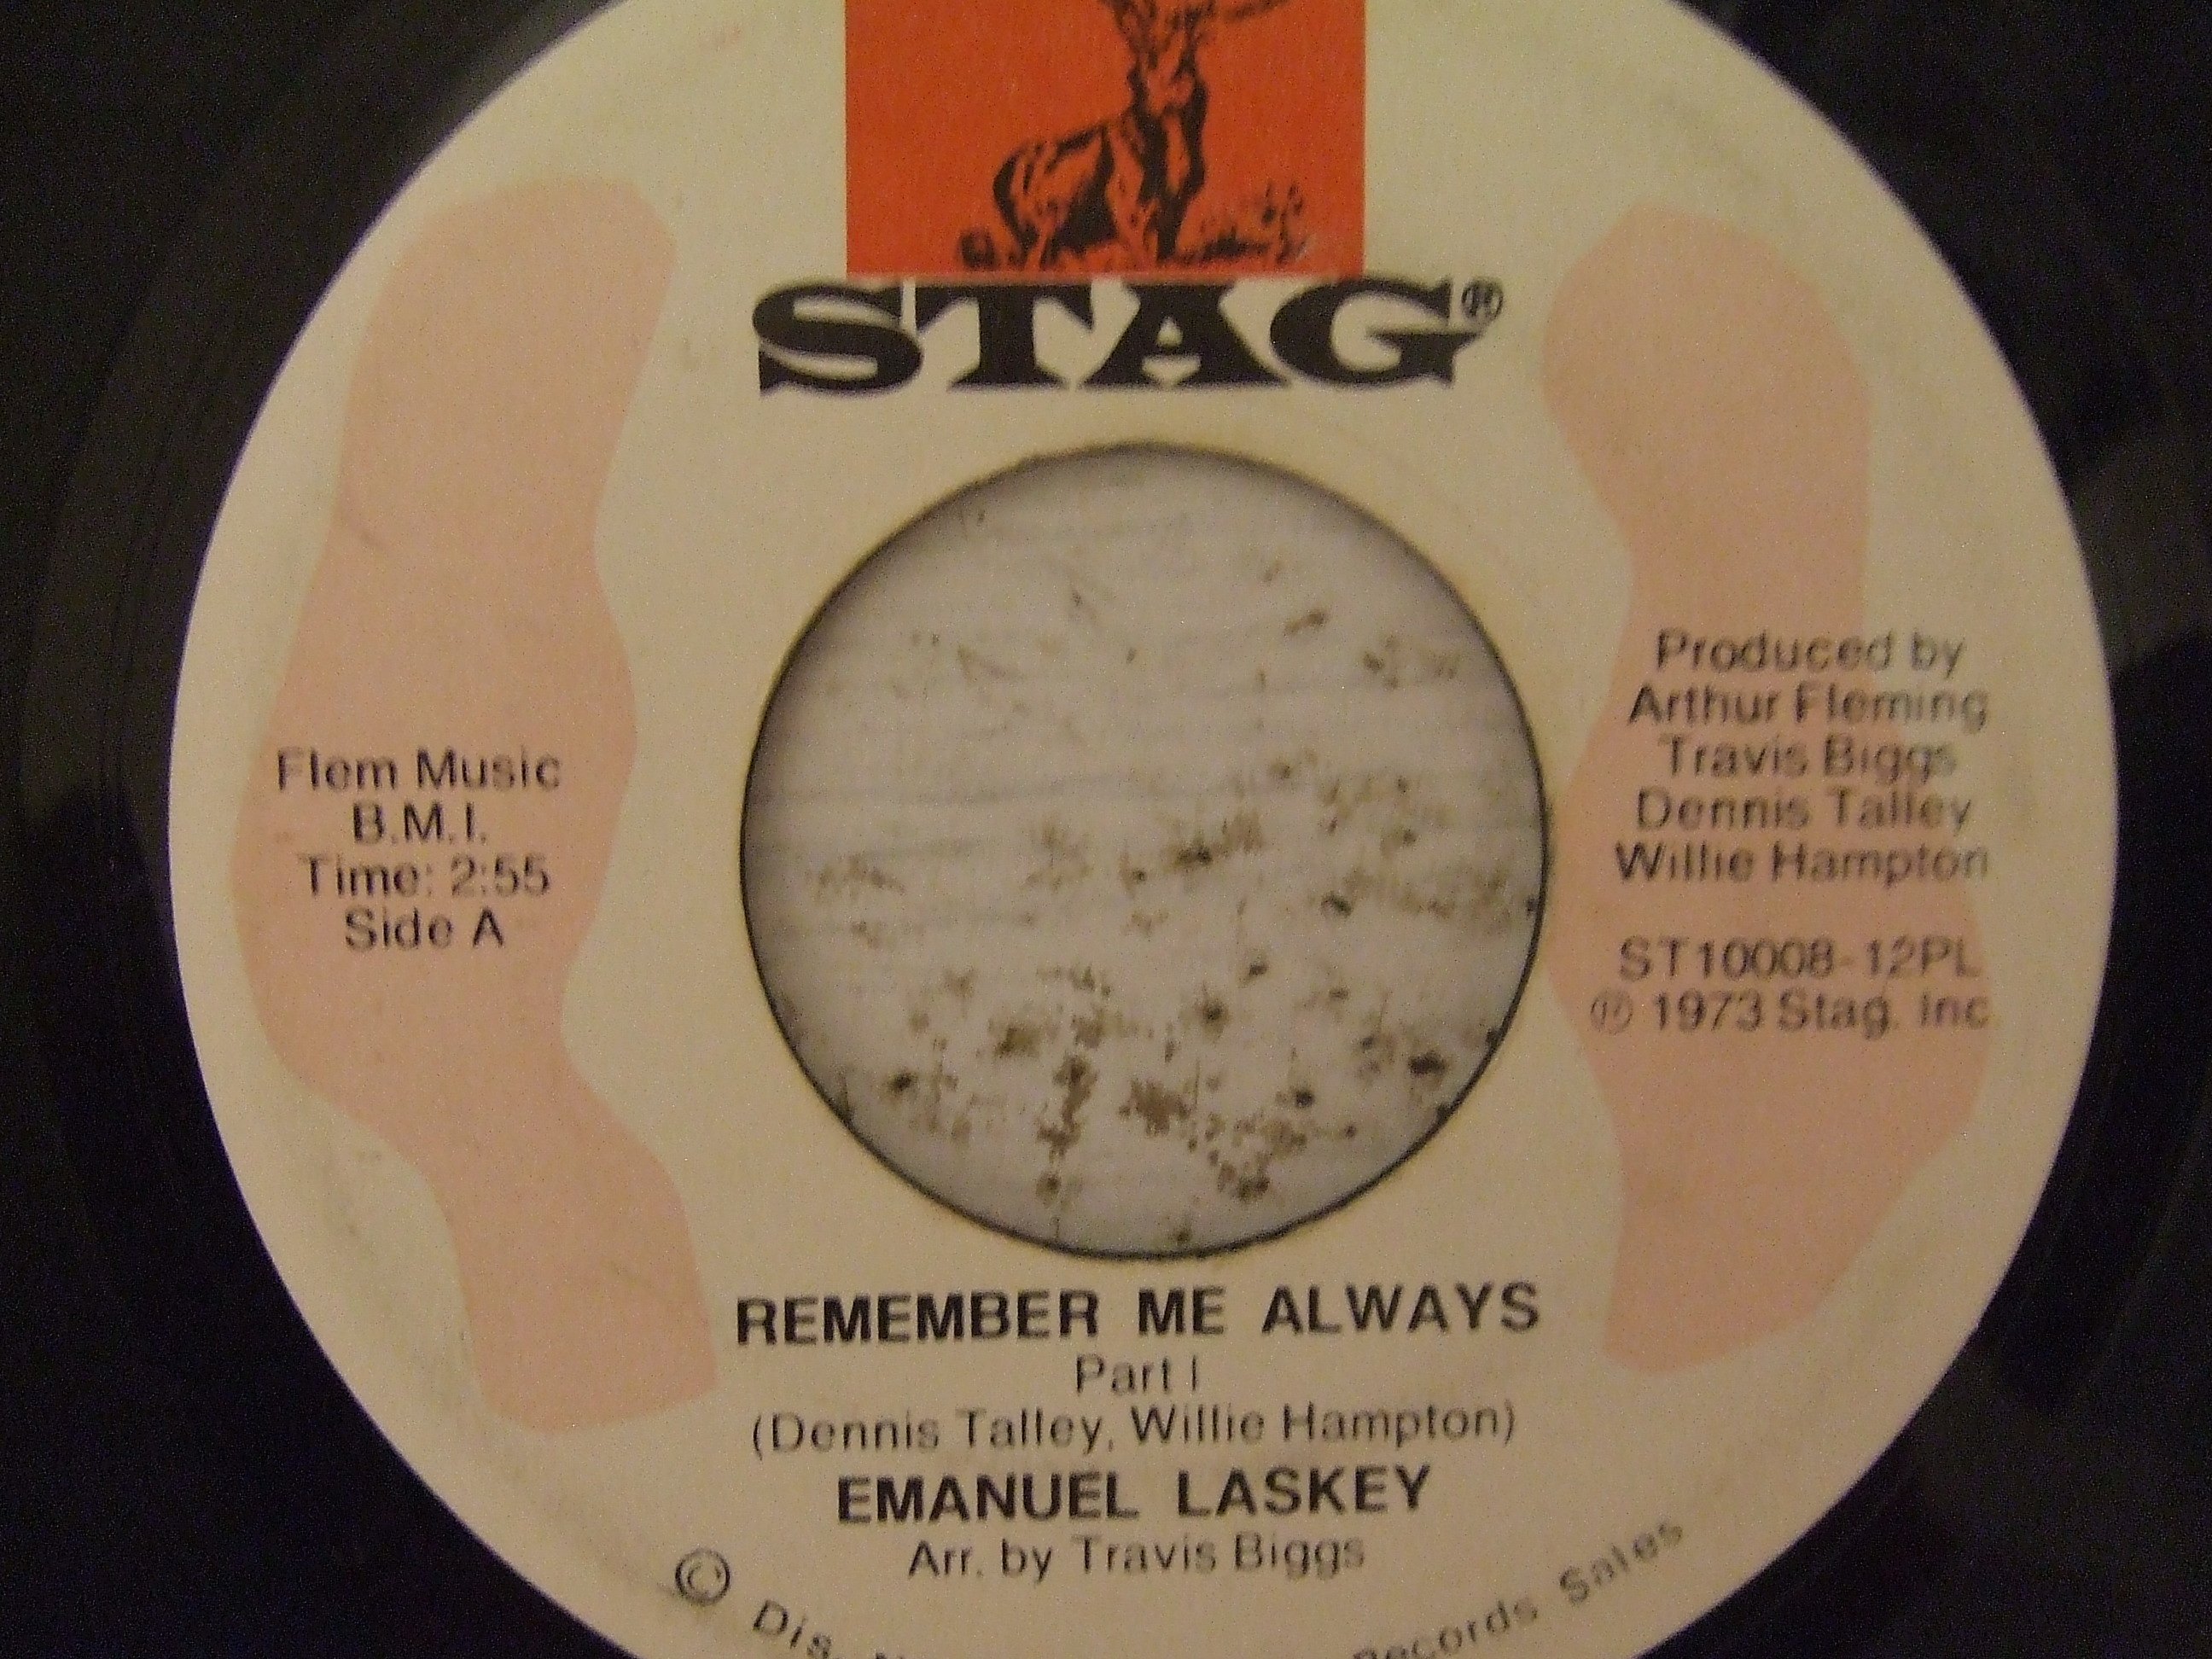 STAG®
Flem Music
B.M.I.
Time: 2:55
Side A
Produced by
Arthur Fleming
Travis Biggs
Dennis Talley
Willie Hampton
ST10008-12PL
℗ 1973 Stag. Inc
REMEMBER ME ALWAYS
Part I
(Dennis Talley, Willie Hampton)
EMANUEL LASKEY
Arr. by Travis Biggs
© Dis. Records Sales